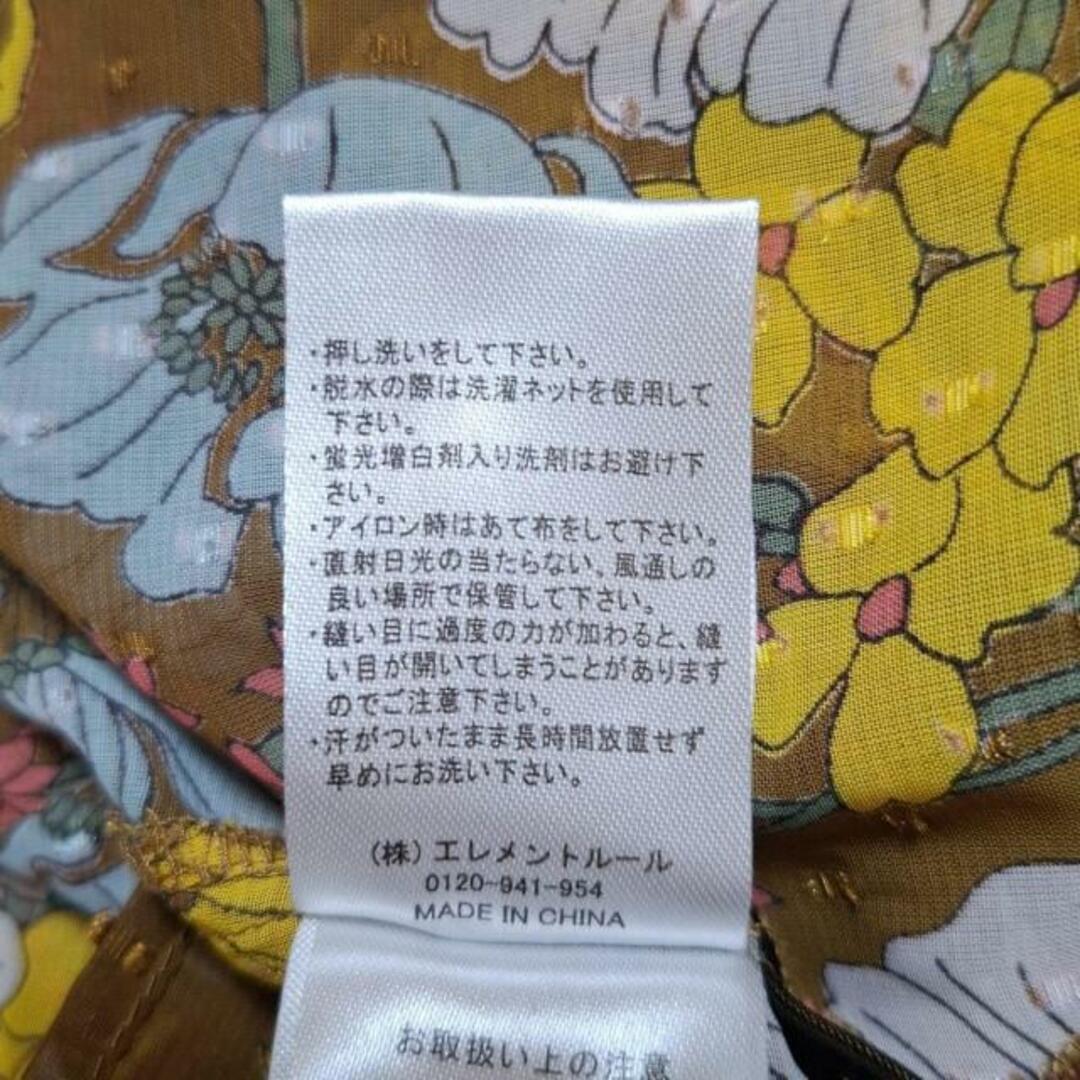 ・押し洗いをして下さい。
・脱水の際は洗濯ネットを使用して
下さい。
・蛍光増白剤入り洗剤はお避け下
さい。
・アイロン時はあて布をして下さい。
・直射日光の当たらない、風通しの
良い場所で保管して下さい。
・縫い目に過度の力が加わると、縫
い目が開いてしまうことがあります
のでご注意下さい。
・汗がついたまま長時間放置せず
早めにお洗い下さい。
(株)エレメントルール
0120-941-954
MADE IN CHINA
お取扱い上の注意